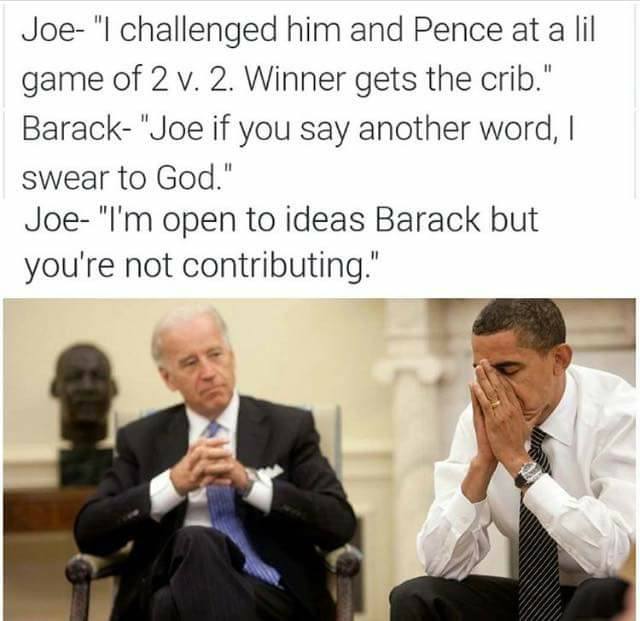 Joe- "I challenged him and Pence at a lil
game of 2 v. 2. Winner gets the crib."
Barack- "Joe if you say another word, I
swear to God."
Joe- "I'm open to ideas Barack but
you're not contributing."